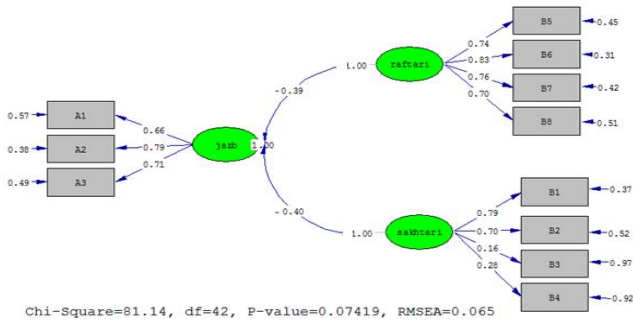 0.74
B5
0.45
1.00
raftari
0.83
B6
0.31
0.76
B7
0.42
0.70
B8
0.51
-0.39
0.57
A1
0.66
0.38
A2
0.79
jazb
1.00
0.49
A3
0.71
-0.40
1.00
sakhtari
0.79
B1
0.37
0.70
B2
0.52
0.16
B3
0.97
0.28
B4
0.92
Chi-Square=81.14, df=42, P-value=0.07419, RMSEA=0.065